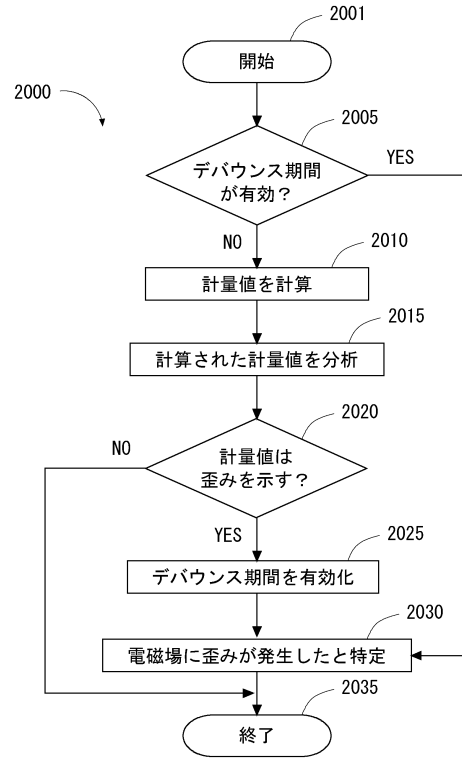 2001
開始
2000
2005
デバウンス期間
が有効？
YES
NO
2010
計量値を計算
2015
計算された計量値を分析
2020
計量値は
歪みを示す？
NO
YES
2025
デバウンス期間を有効化
2030
電磁場に歪みが発生したと特定
2035
終了